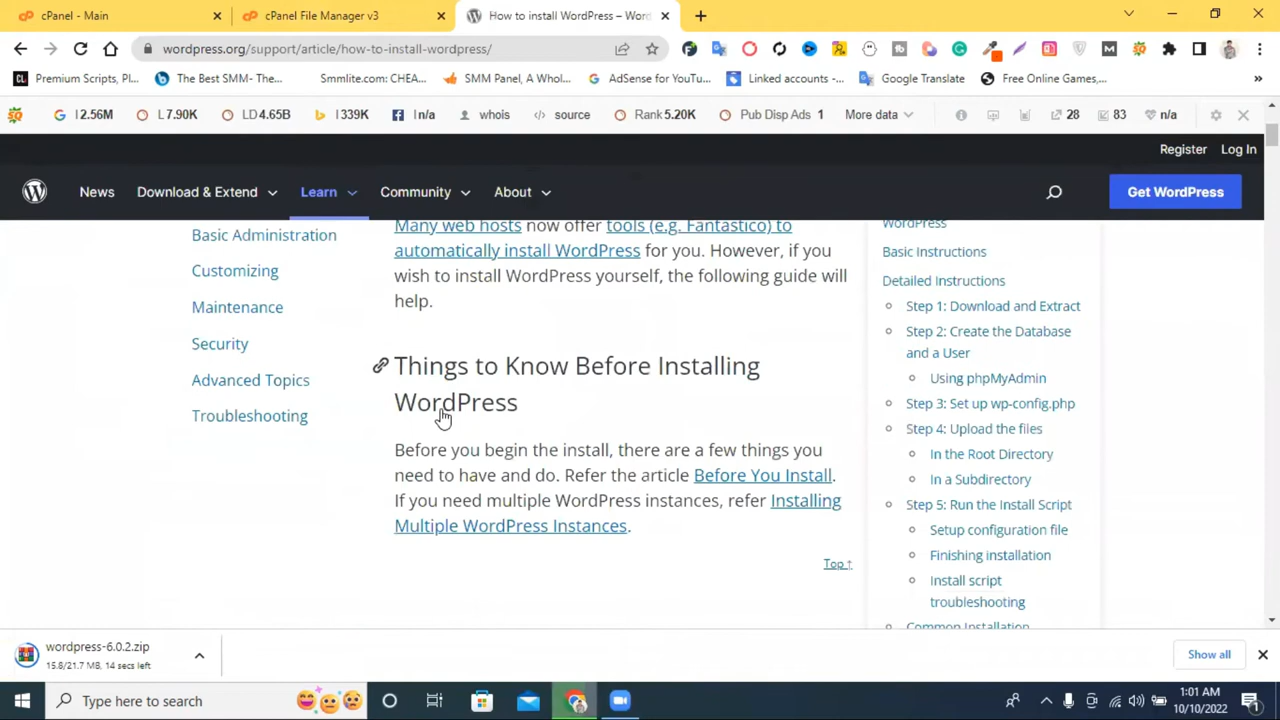 cPanel - Main
cPanel File Manager v3
How to install WordPress – Wor
wordpress.org/support/article/how-to-install-wordpress/
Premium Scripts, Pl...
The Best SMM- The...
Smmlite.com: CHEA...
SMM Panel, A Whol...
AdSense for YouTu...
Linked accounts -...
Google Translate
Free Online Games,...
I 2.56M
L 7.90K
LD 4.65B
I 339K
I n/a
whois
source
Rank 5.20K
Pub Disp Ads 1
More data
28
83
n/a
Register
Log In
News
Download & Extend
Learn
Community
About
Get WordPress
Basic Administration
Customizing
Maintenance
Security
Advanced Topics
Troubleshooting
Many web hosts now offer tools (e.g. Fantastico) to
automatically install WordPress for you. However, if you
wish to install WordPress yourself, the following guide will
help.
Things to Know Before Installing
WordPress
Before you begin the install, there are a few things you
need to have and do. Refer the article Before You Install.
If you need multiple WordPress instances, refer Installing
Multiple WordPress Instances.
Top ↑
WordPress
Basic Instructions
Detailed Instructions
Step 1: Download and Extract
Step 2: Create the Database
and a User
Using phpMyAdmin
Step 3: Set up wp-config.php
Step 4: Upload the files
In the Root Directory
In a Subdirectory
Step 5: Run the Install Script
Setup configuration file
Finishing installation
Install script
troubleshooting
Common Installation
wordpress-6.0.2.zip
15.8/21.7 MB, 14 secs left
Show all
Type here to search
1:01 AM
10/10/2022
1